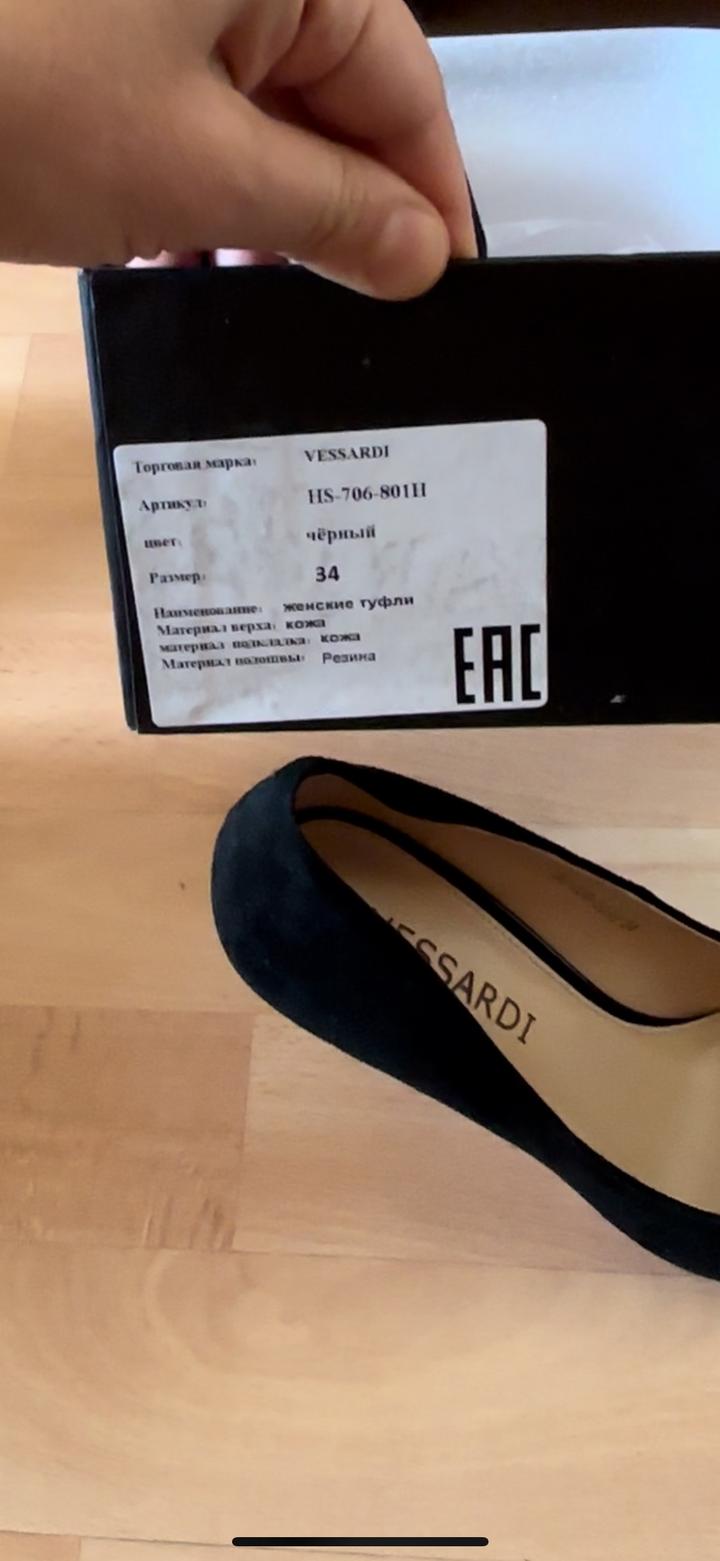 Торговая марка: VESSARDI
Артикул: HS-706-801H
цвет: чёрный
Размер: 34
Наименование: женские туфли
Материал верха: кожа
материал подкладка: кожа
Материал подошвы: Резина
EAC
VESSARDI